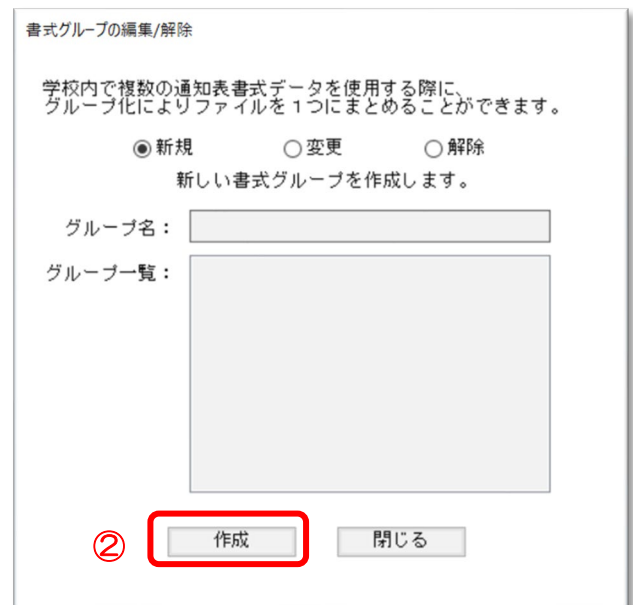 書式グループの編集/解除
学校内で複数の通知表書式データを使用する際に、
グループ化によりファイルを1つにまとめることができます。
新規 変更 解除
新しい書式グループを作成します。
グループ名:
グループ一覧:
② 作成 閉じる